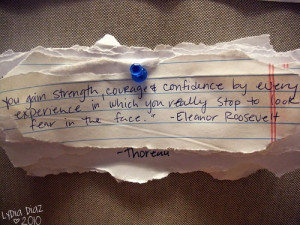 you gain strength, courage & confidence by every
experience in which you really stop to look
fear in the face." -Eleanor Roosevelt
-Thoreau
Lydia Diaz
♡ 2010